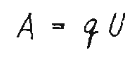 A = q U